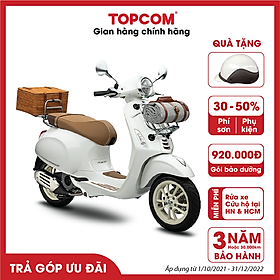 TOPCOM™
Gian hàng chính hãng
QUÀ TẶNG
30 - 50%
Phí sơn
Phụ kiện
920.000Đ
Gói bảo dưỡng
MIỄN PHÍ
Rửa xe
Cứu hộ tại
HN & HCM
3 NĂM
Hoặc 30.000km
BẢO HÀNH
TRẢ GÓP ƯU ĐÃI
Áp dụng từ 1/10/2021 - 31/12/2022